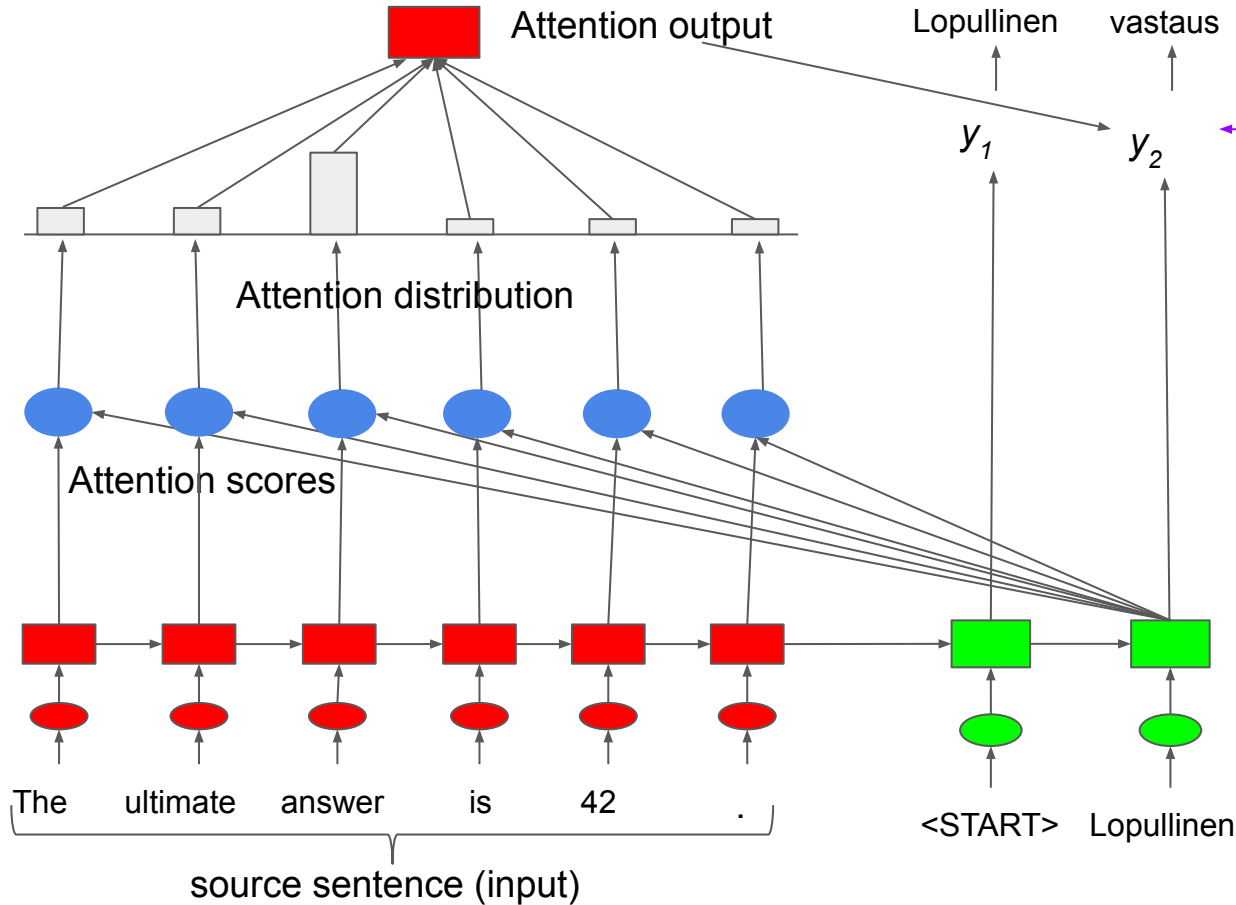 Attention output
Lopullinen vastaus
y1 y2
Attention distribution
Attention scores
The ultimate answer is 42 .
<START> Lopullinen
source sentence (input)